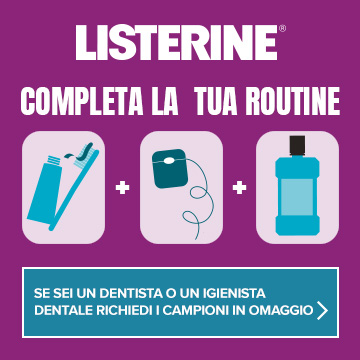 LISTERINE®
COMPLETA LA TUA ROUTINE
+ +
SE SEI UN DENTISTA O UN IGIENISTA
DENTALE RICHIEDI I CAMPIONI IN OMAGGIO